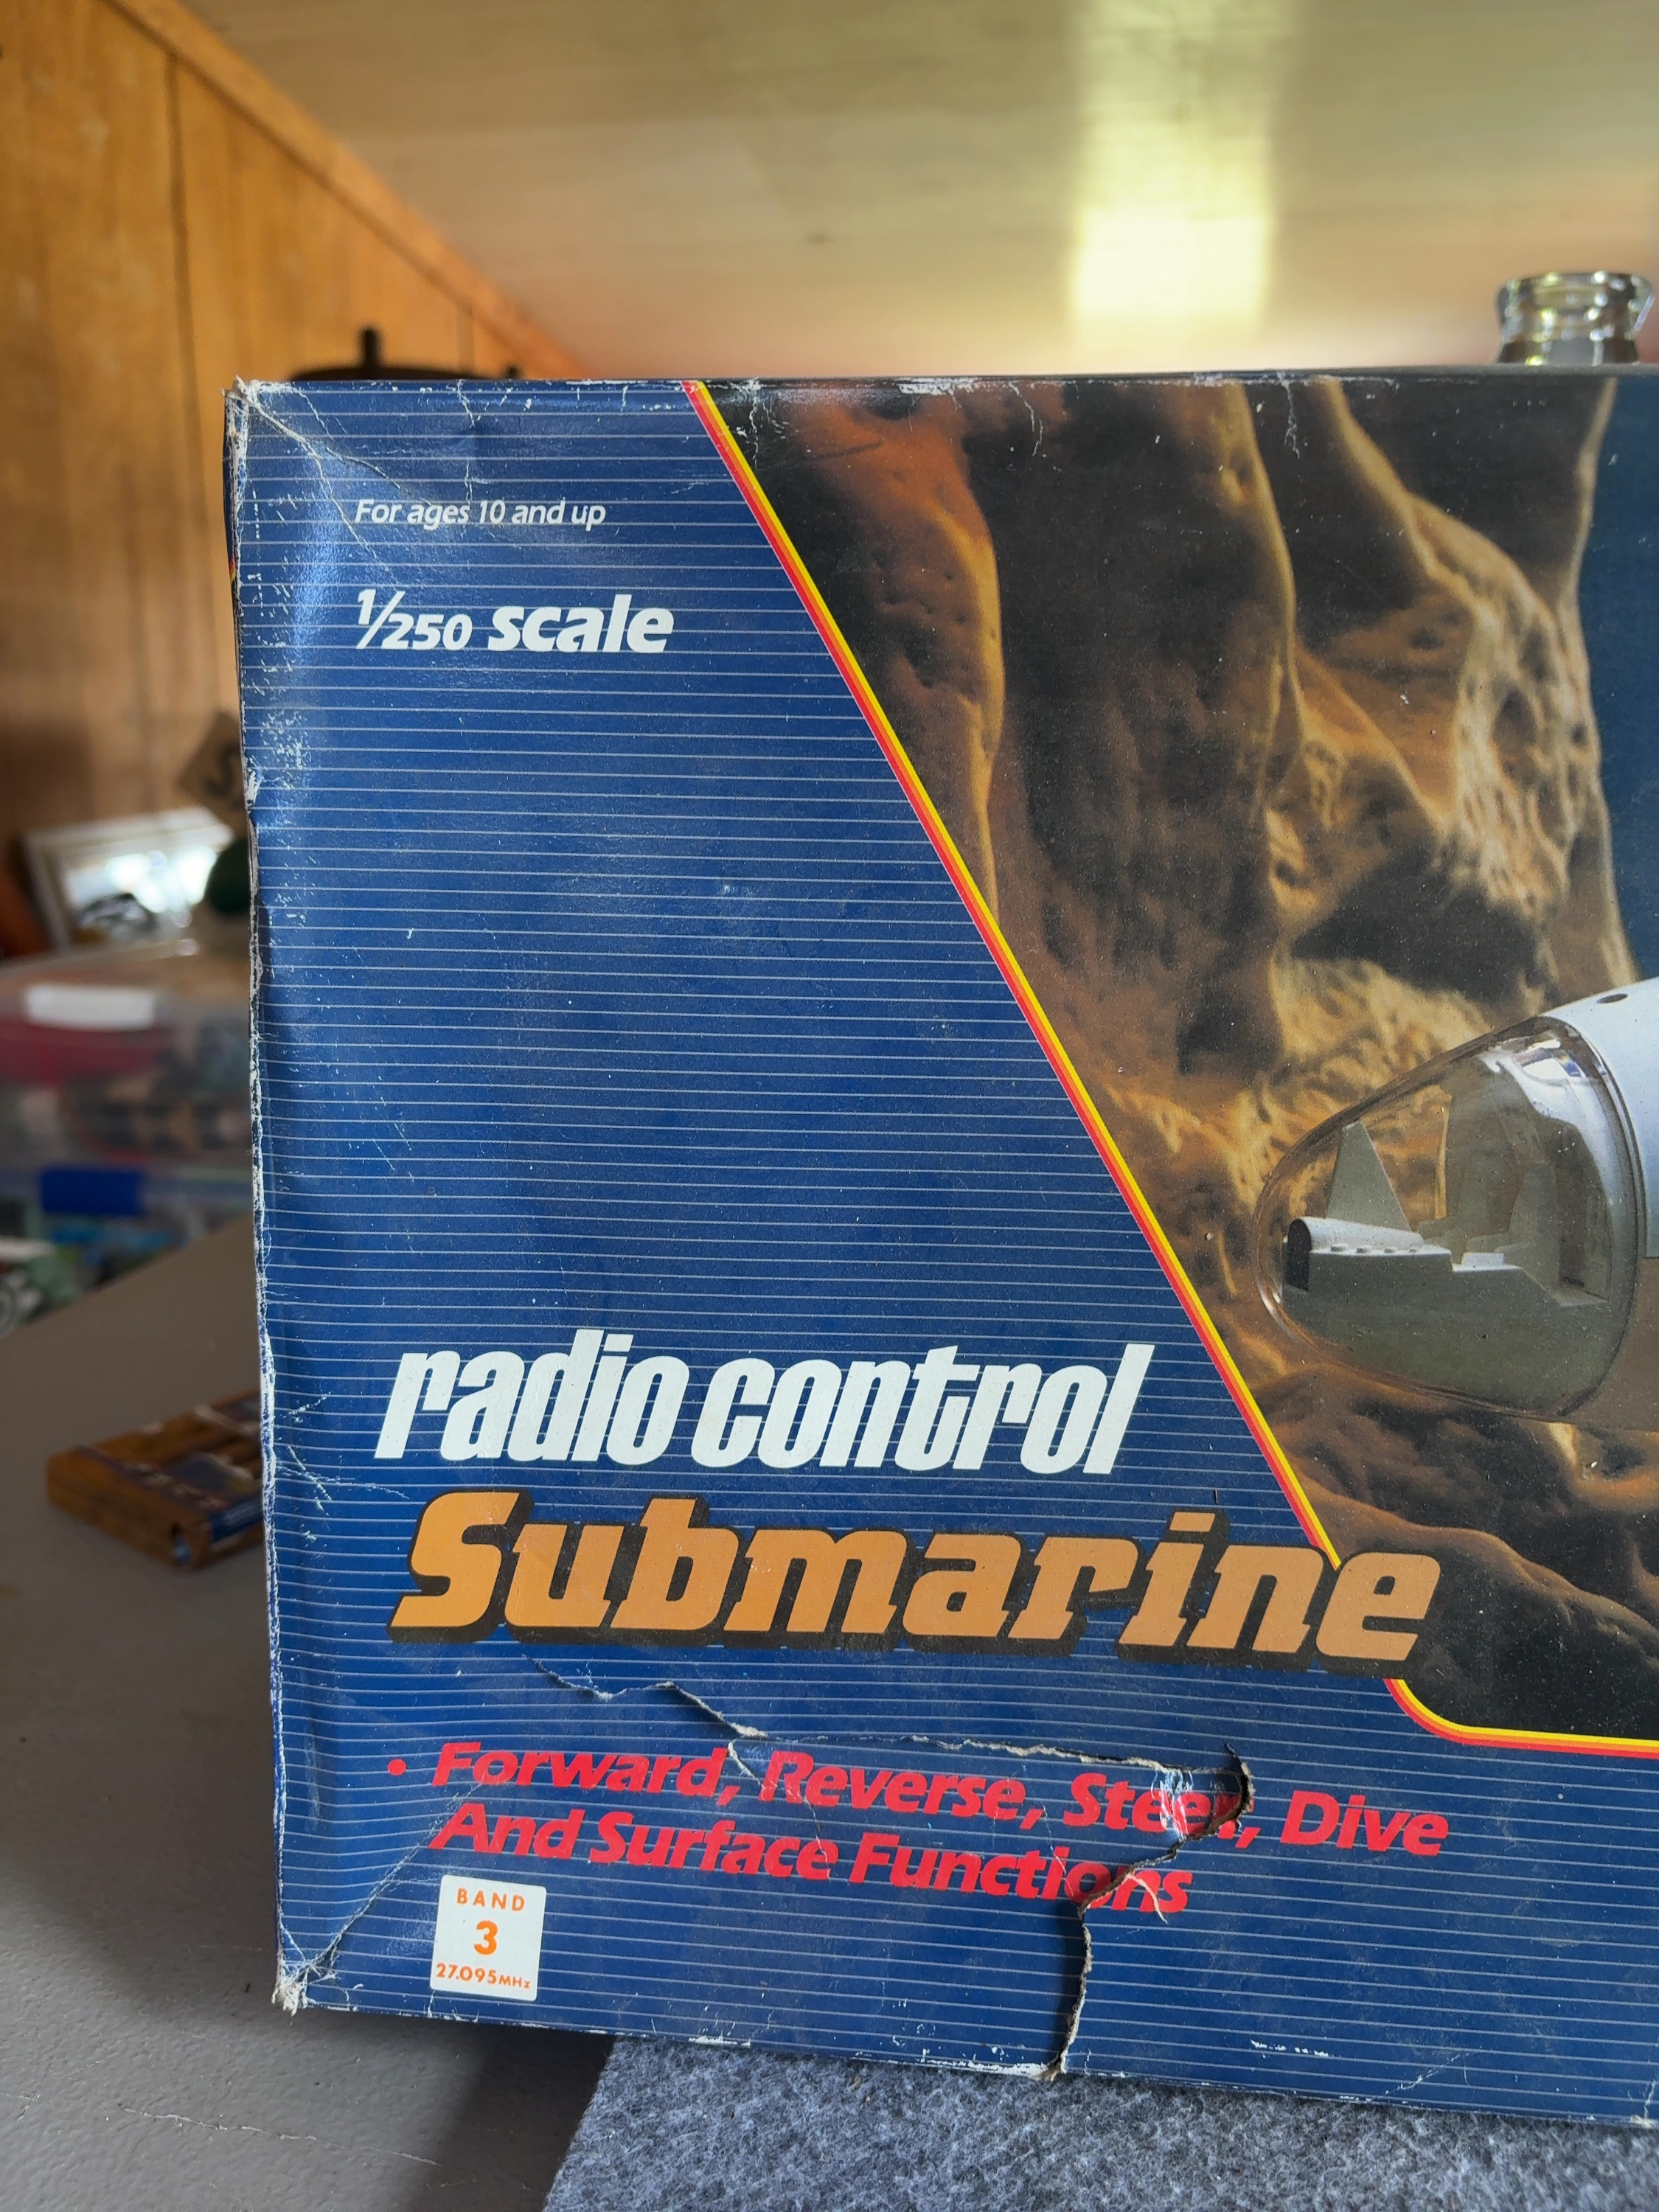 For ages 10 and up
1/250 scale
radio control
Submarine
• Forward, Reverse, Steer, Dive
And Surface Functions
BAND
3
27.095MHz